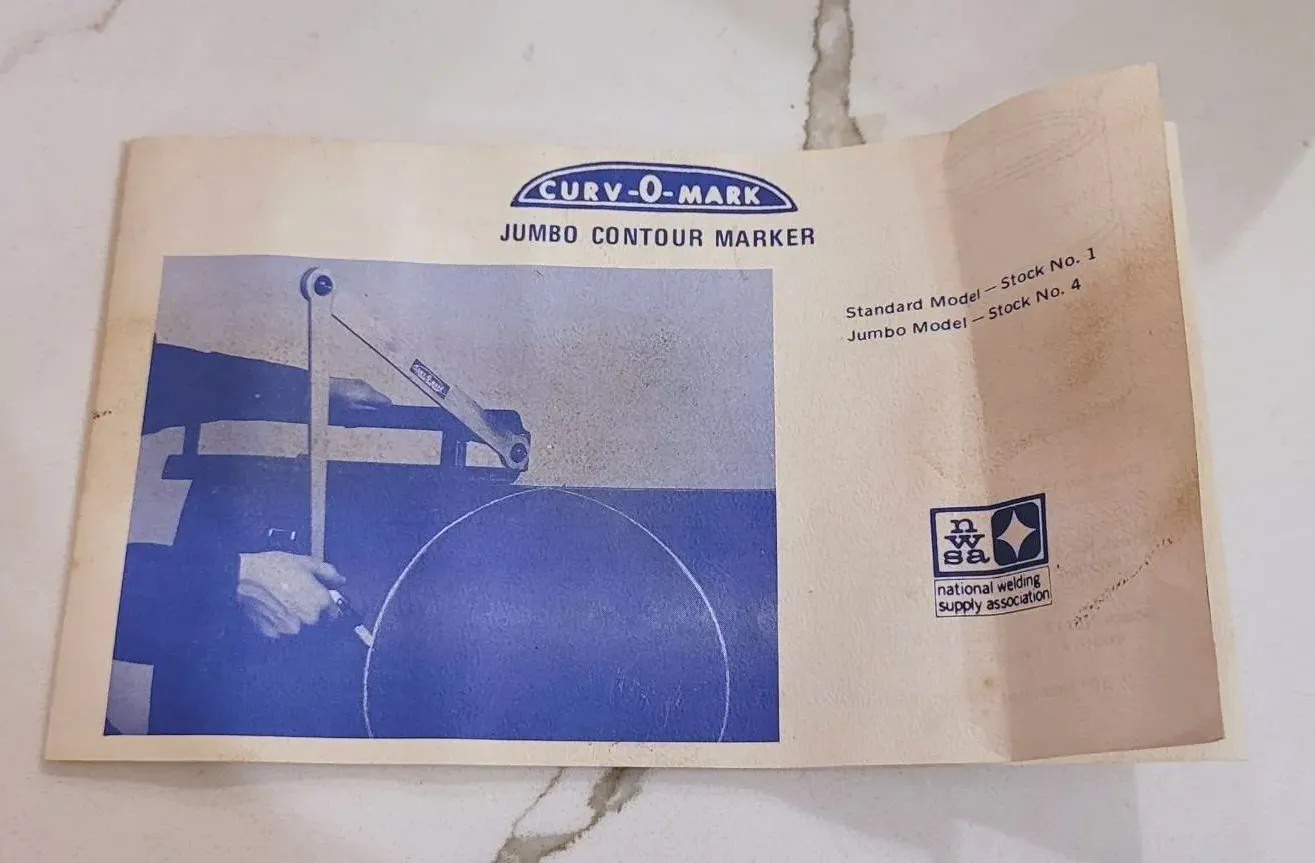 CURV-O-MARK
JUMBO CONTOUR MARKER
Standard Model — Stock No. 1
Jumbo Model — Stock No. 4
n
w
sa
national welding
supply association